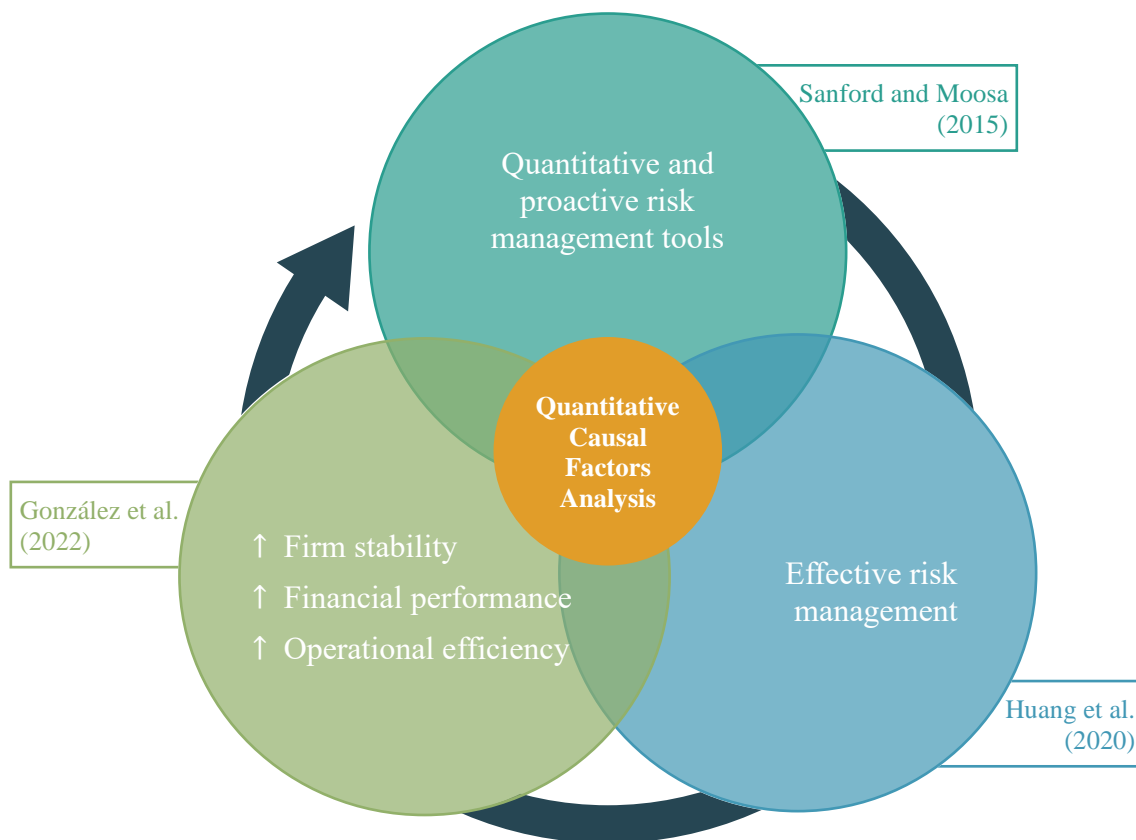 Sanford and Moosa
(2015)
Quantitative and
proactive risk
management tools
Quantitative
Causal
Factors
Analysis
González et al.
(2022)
↑ Firm stability
↑ Financial performance
↑ Operational efficiency
Effective risk
management
Huang et al.
(2020)